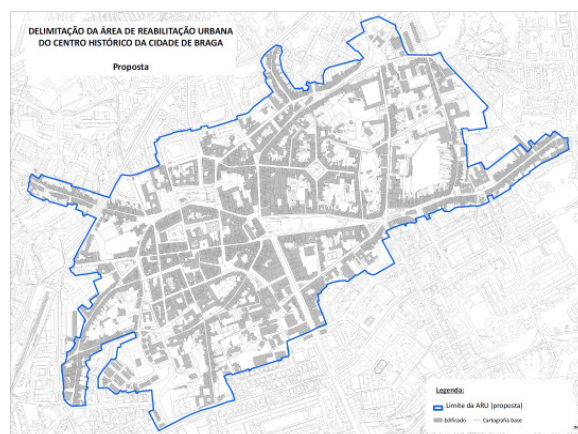 DELIMITAÇÃO DA ÁREA DE REABILITAÇÃO URBANA
DO CENTRO HISTÓRICO DA CIDADE DE BRAGA
Proposta
Legenda:
Limite da ARU (proposta)
Edificado
Cartografia base